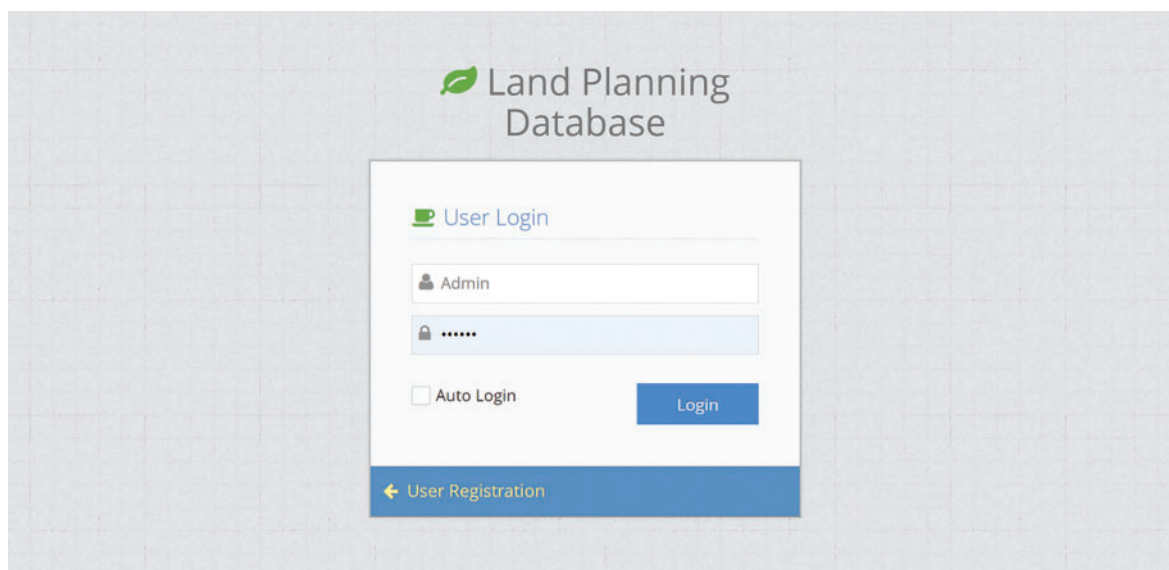 Land Planning
Database
User Login
Admin
••••••
Auto Login
Login
User Registration